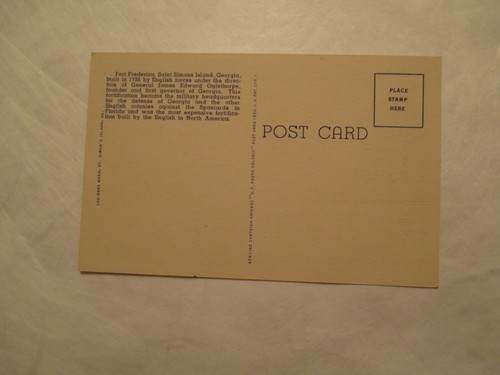 Fort Frederica, Saint Simons Island, Georgia,
built in 1736 by English forces under the direc-
tion of General James Edward Oglethorpe,
founder and first governor of Georgia. This
fortification became the military headquarters
for the defense of Georgia and the other
English colonies against the Spaniards in
Florida and was the most expensive fortifica-
tion built by the English in North America.
POST CARD
PLACE
STAMP
HERE